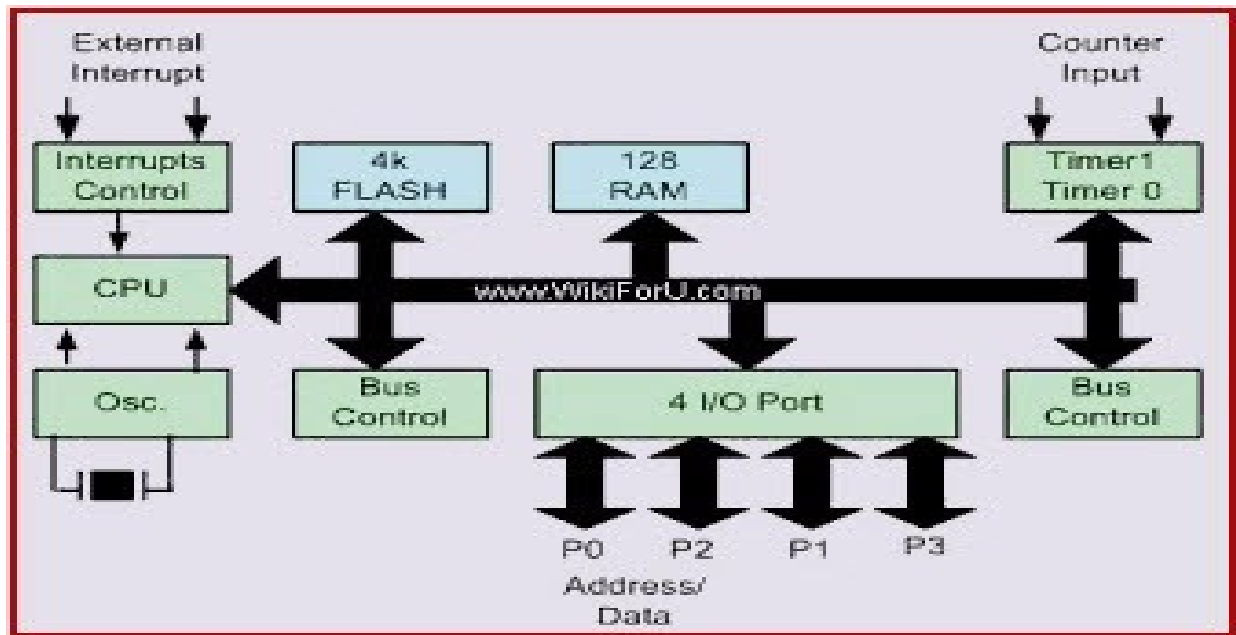 External
Interrupt
Counter
Input
Interrupts
Control
4k
FLASH
128
RAM
Timer1
Timer 0
CPU
www.WikiForU.com
Osc.
Bus
Control
4 I/O Port
Bus
Control
P0 P2 P1 P3
Address/
Data